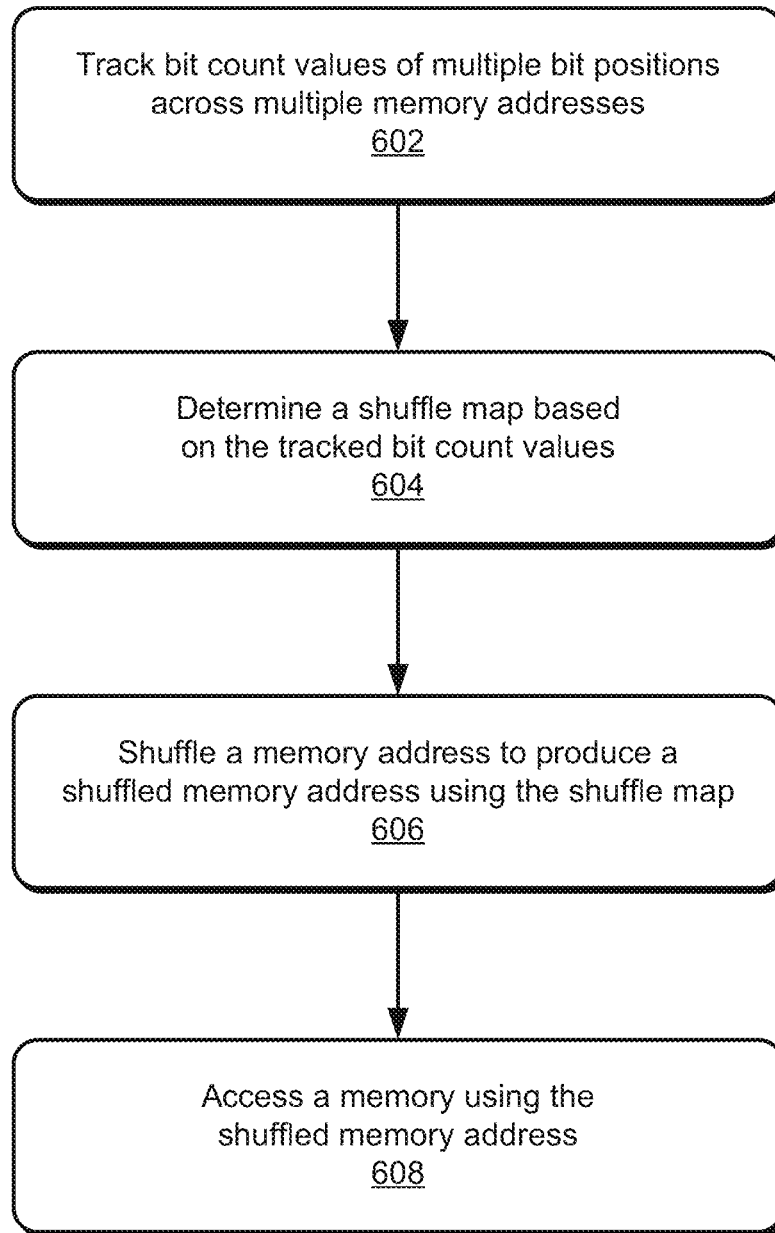 Track bit count values of multiple bit positions
across multiple memory addresses
602
Determine a shuffle map based
on the tracked bit count values
604
Shuffle a memory address to produce a
shuffled memory address using the shuffle map
606
Access a memory using the
shuffled memory address
608